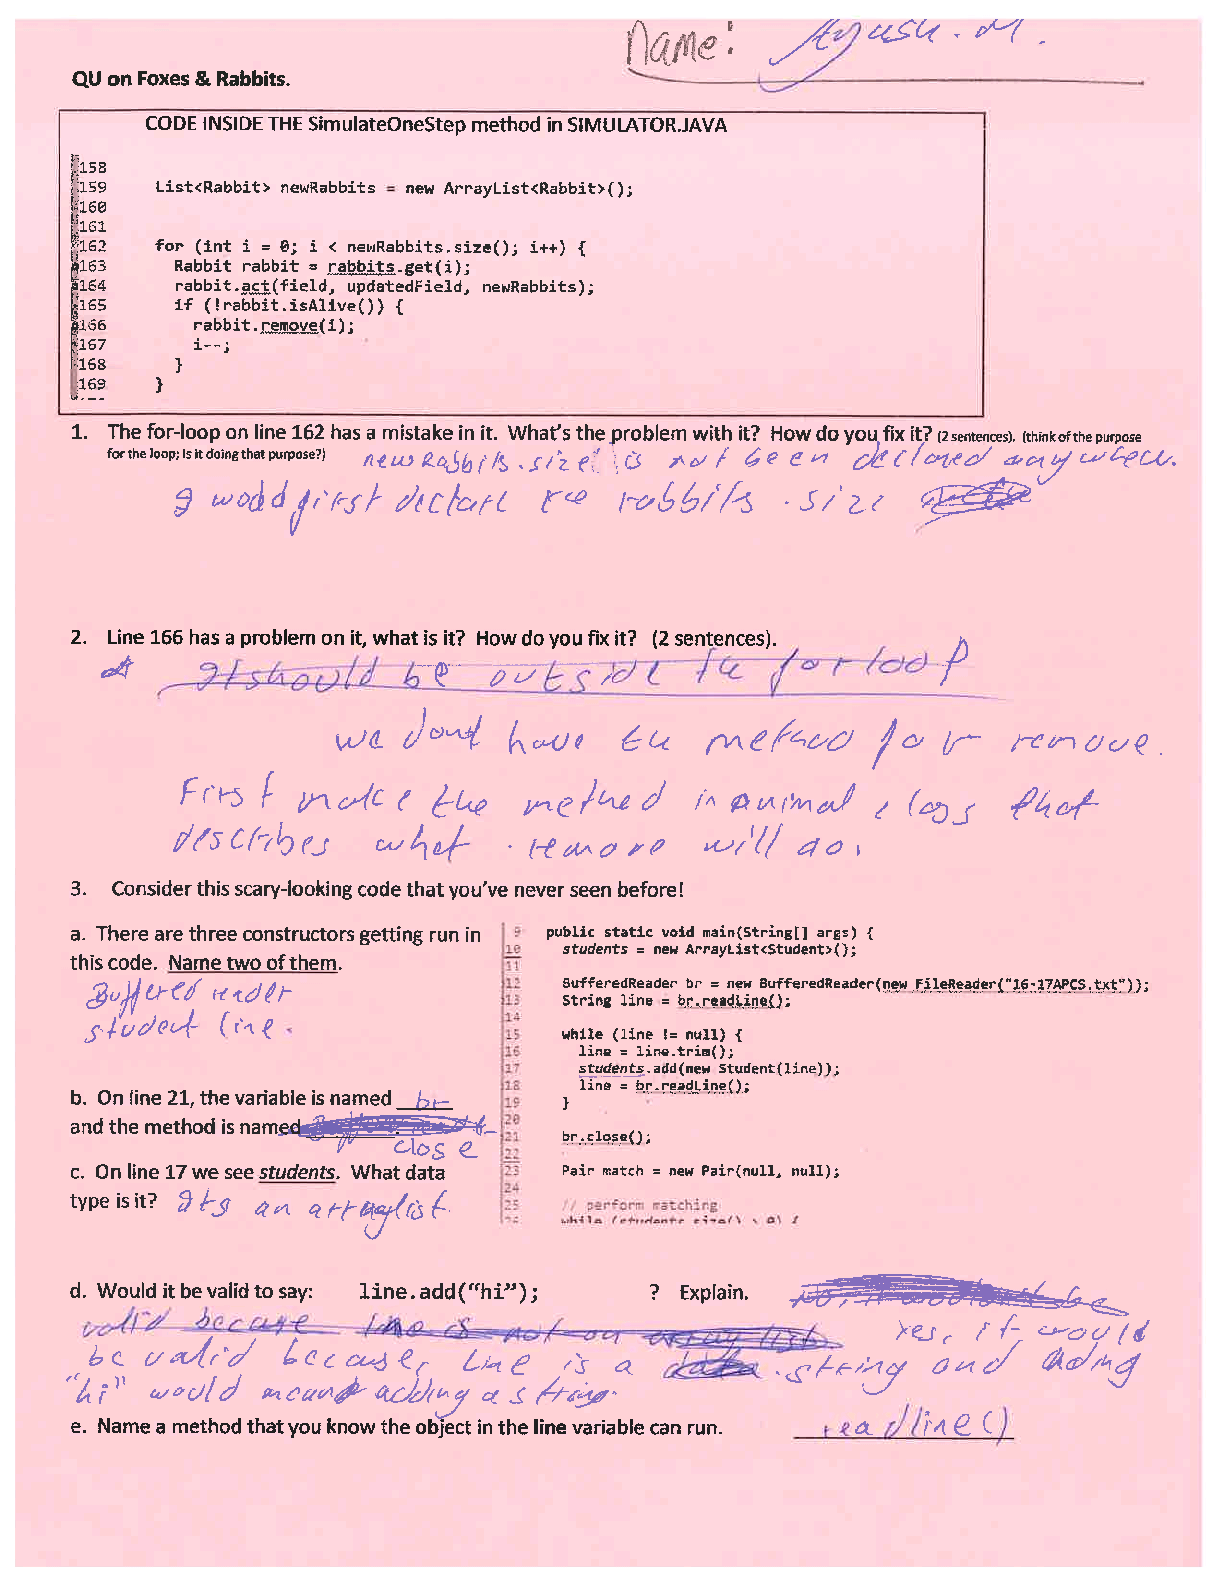 Name: Ayush. M.
QU on Foxes & Rabbits.
CODE INSIDE THE SimulateOneStep method in SIMULATOR.JAVA
158
159 List<Rabbit> newRabbits = new ArrayList<Rabbit>();
160
161
162 for (int i = 0; i < newRabbits.size(); i++) {
163 Rabbit rabbit = rabbits.get(i);
164 rabbit.act(field, updatedField, newRabbits);
165 if (!rabbit.isAlive()) {
166 rabbit.remove(i);
167 i--;
168 }
169 }
1. The for-loop on line 162 has a mistake in it. What's the problem with it? How do you fix it? (2 sentences). (think of the purpose
for the loop; is it doing that purpose?) newRabbits.size is not been declared anywhere.
I would first declare the rabbits.size
2. Line 166 has a problem on it, what is it? How do you fix it? (2 sentences).
It should be outside the for loop
we dont have the method for remove.
First make the method in animal class that
describes what remove will do.
3. Consider this scary-looking code that you've never seen before!
a. There are three constructors getting run in
this code. Name two of them.
Buffered reader
student line.
b. On line 21, the variable is named br
and the method is named
close
c. On line 17 we see students. What data
type is it? Its an arraylist.
9 public static void main(String[] args) {
10 students = new ArrayList<Student>();
11
12 BufferedReader br = new BufferedReader(new FileReader("16-17APCS.txt"));
13 String line = br.readLine();
14
15 while (line != null) {
16 line = line.trim();
17 students.add(new Student(line));
18 line = br.readLine();
19 }
20
21 br.close();
22
23 Pair match = new Pair(null, null);
24
25 // perform matching
while (students.size() > 0) {
d. Would it be valid to say: line.add("hi"); ? Explain. No, it wouldn't be
valid because line is not an array list. Yes, it would
be valid because, line is a string and adding
"hi" would mean adding a string.
e. Name a method that you know the object in the line variable can run. readline()